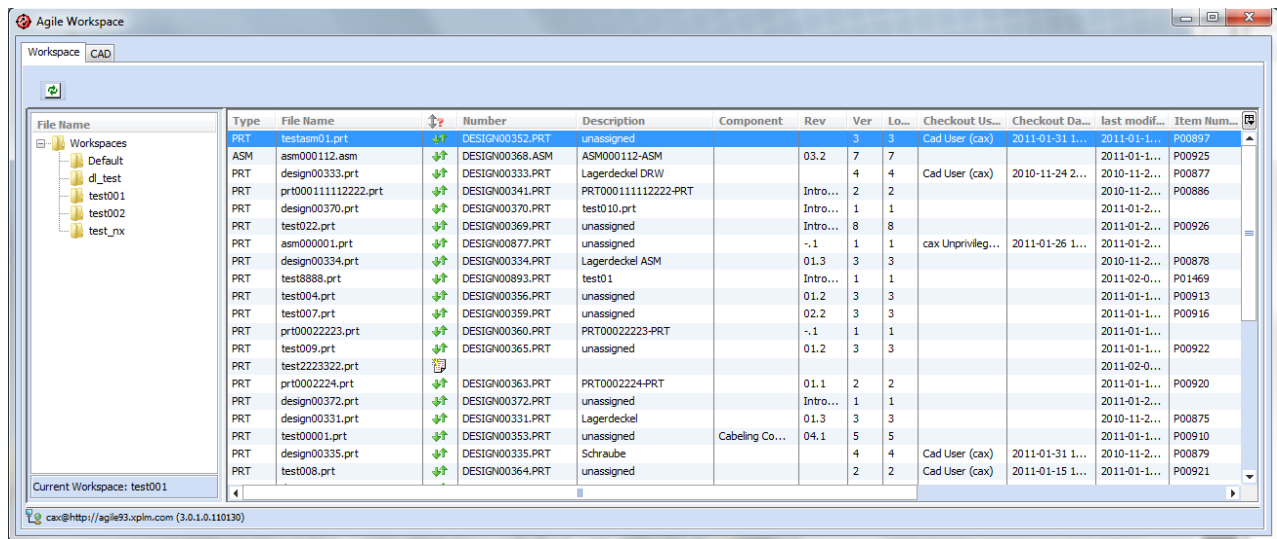 Agile Workspace
Workspace CAD
File Name
Workspaces
Default
dl_test
test001
test002
test_nx
Current Workspace: test001
Type File Name Number Description Component Rev Ver Lo... Checkout Us... Checkout Da... last modif... Item Num...
PRT testasm01.prt DESIGN00352.PRT unassigned 3 3 Cad User (cax) 2011-01-31 1... 2011-01-1... P00897
ASM asm000112.asm DESIGN00368.ASM ASM000112-ASM 03.2 7 7 2011-01-1... P00925
PRT design00333.prt DESIGN00333.PRT Lagerdeckel DRW 4 4 Cad User (cax) 2010-11-24 2... 2010-11-2... P00877
PRT prt000111112222.prt DESIGN00341.PRT PRT000111112222-PRT Intro... 2 2 2010-11-2... P00886
PRT design00370.prt DESIGN00370.PRT test010.prt Intro... 1 1 2011-01-2...
PRT test022.prt DESIGN00369.PRT unassigned Intro... 8 8 2011-01-2... P00926
PRT asm000001.prt DESIGN00877.PRT unassigned -.1 1 1 cax Unprivileg... 2011-01-26 1... 2011-01-2...
PRT design00334.prt DESIGN00334.PRT Lagerdeckel ASM 01.3 3 3 2010-11-2... P00878
PRT test8888.prt DESIGN00893.PRT test01 Intro... 1 1 2011-02-0... P01469
PRT test004.prt DESIGN00356.PRT unassigned 01.2 3 3 2011-01-1... P00913
PRT test007.prt DESIGN00359.PRT unassigned 02.2 3 3 2011-01-1... P00916
PRT prt00022223.prt DESIGN00360.PRT PRT00022223-PRT -.1 1 1 2011-01-1...
PRT test009.prt DESIGN00365.PRT unassigned 01.2 3 3 2011-01-1... P00922
PRT test2223322.prt 2011-02-0...
PRT prt0002224.prt DESIGN00363.PRT PRT0002224-PRT 01.1 2 2 2011-01-1... P00920
PRT design00372.prt DESIGN00372.PRT unassigned Intro... 1 1 2011-01-2...
PRT design00331.prt DESIGN00331.PRT Lagerdeckel 01.3 3 3 2010-11-2... P00875
PRT test00001.prt DESIGN00353.PRT unassigned Cabeling Co... 04.1 5 5 2011-01-1... P00910
PRT design00335.prt DESIGN00335.PRT Schraube 4 4 Cad User (cax) 2011-01-31 1... 2010-11-2... P00879
PRT test008.prt DESIGN00364.PRT unassigned 2 2 Cad User (cax) 2011-01-15 1... 2011-01-1... P00921
cax@http://agile93.xplm.com (3.0.1.0.110130)